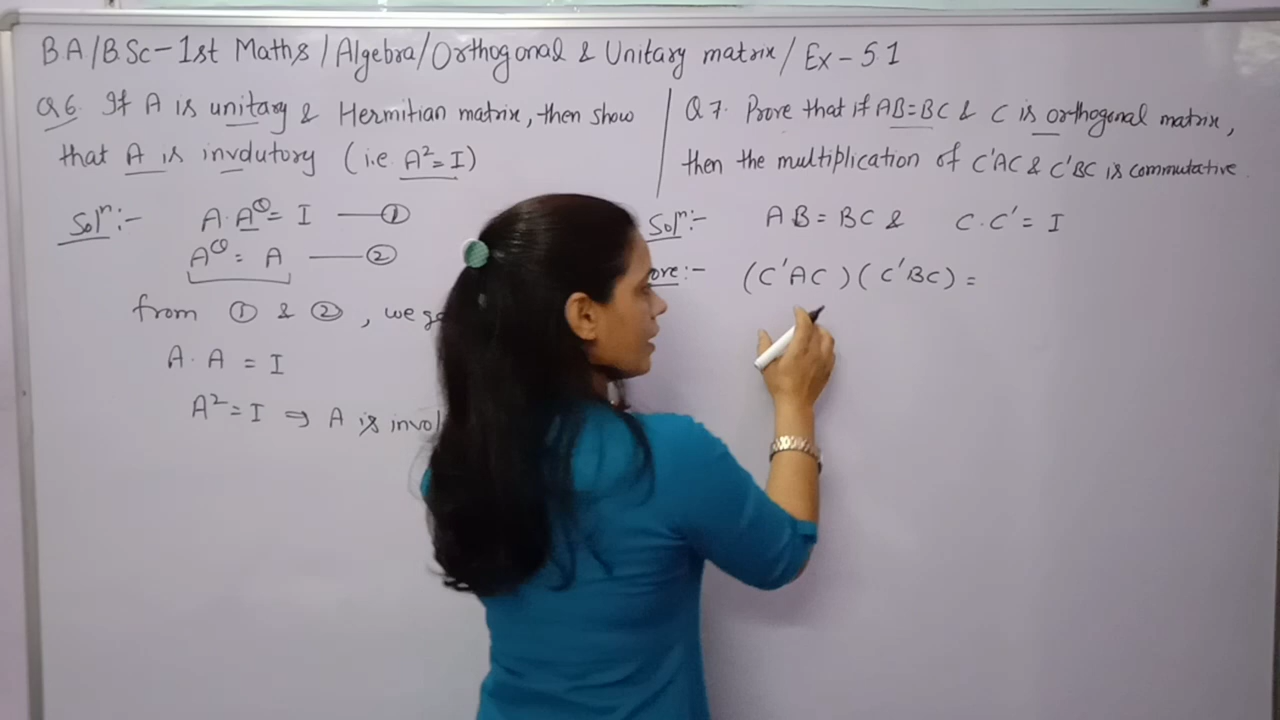 BA/BSc-1st Maths/Algebra/Orthogonal & Unitary matrix/Ex-5.1
Q6. If A is unitary & Hermitian matrix, then show
that A is involutory (i.e. A²=I)
Solⁿ:- A·A^Θ = I —①
A^Θ = A —②
from ① & ②, we
A·A = I
A² = I ⇒ A is
Q7. Prove that if AB=BC & C is orthogonal matrix,
then the multiplication of C'AC & C'BC is commutative.
Solⁿ:- AB=BC & C·C'=I
:- (C'AC)(C'BC) =